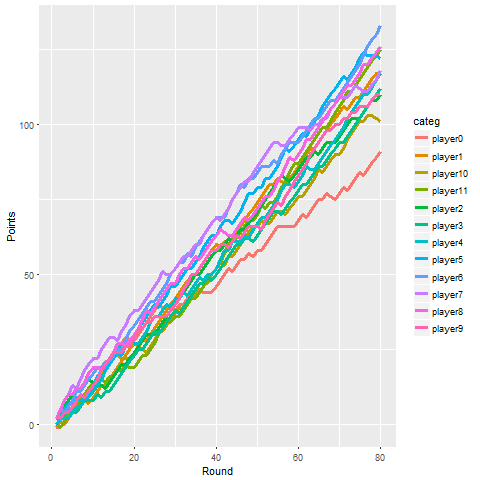 100
50
0
Points
0
20
40
60
80
Round
categ
player0
player1
player10
player11
player2
player3
player4
player5
player6
player7
player8
player9